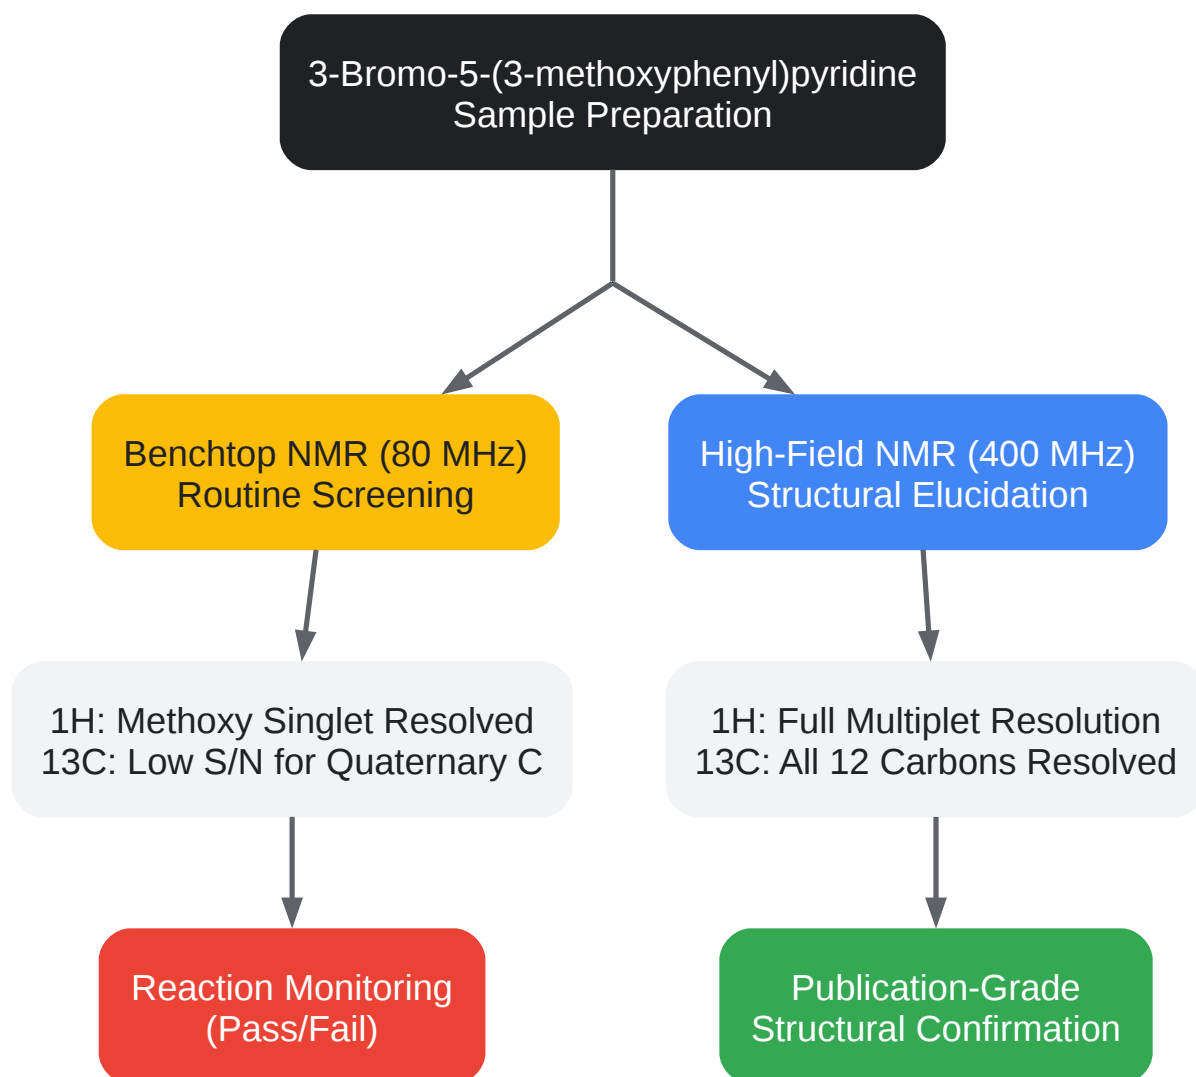 3-Bromo-5-(3-methoxyphenyl)pyridine
Sample Preparation
Benchtop NMR (80 MHz)
Routine Screening
High-Field NMR (400 MHz)
Structural Elucidation
1H: Methoxy Singlet Resolved
13C: Low S/N for Quaternary C
1H: Full Multiplet Resolution
13C: All 12 Carbons Resolved
Reaction Monitoring
(Pass/Fail)
Publication-Grade
Structural Confirmation